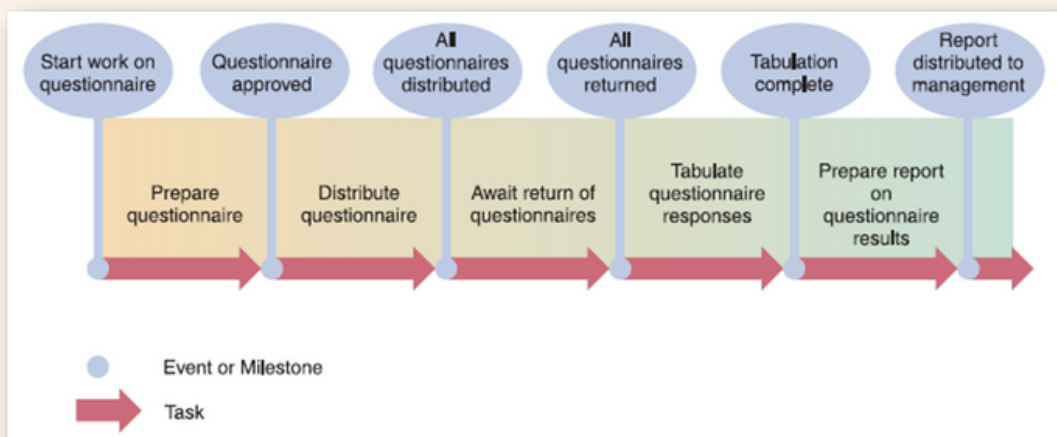 Start work on
questionnaire
Questionnaire
approved
All
questionnaires
distributed
All
questionnaires
returned
Tabulation
complete
Report
distributed to
management
Prepare
questionnaire
Distribute
questionnaire
Await return of
questionnaires
Tabulate
questionnaire
responses
Prepare report
on
questionnaire
results
Event or Milestone
Task